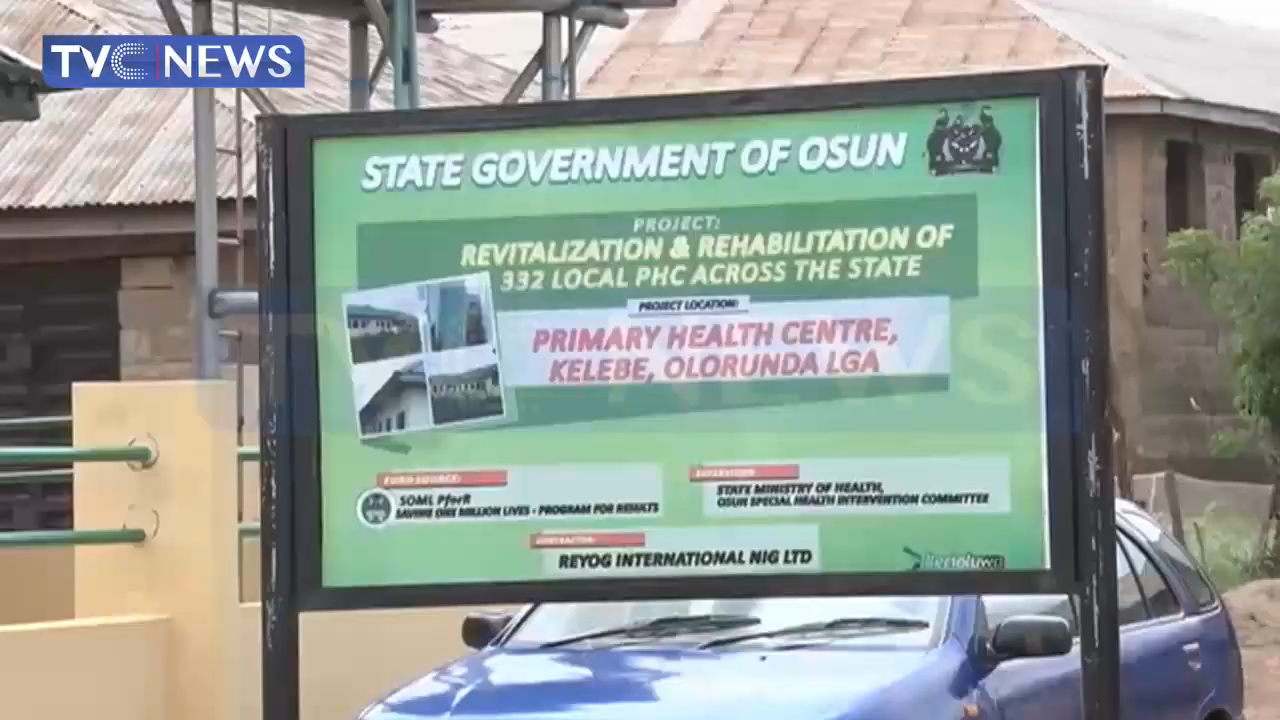 TVC NEWS
STATE GOVERNMENT OF OSUN
PROJECT:
REVITALIZATION & REHABILITATION OF
332 LOCAL PHC ACROSS THE STATE
PROJECT LOCATION:
PRIMARY HEALTH CENTRE,
KELEBE, OLORUNDA LGA
FUND SOURCE:
SOML PforR
SAVING ONE MILLION LIVES - PROGRAM FOR RESULTS
SUPERVISION:
STATE MINISTRY OF HEALTH,
OSUN SPECIAL HEALTH INTERVENTION COMMITTEE
CONTRACTOR:
REYOG INTERNATIONAL NIG LTD